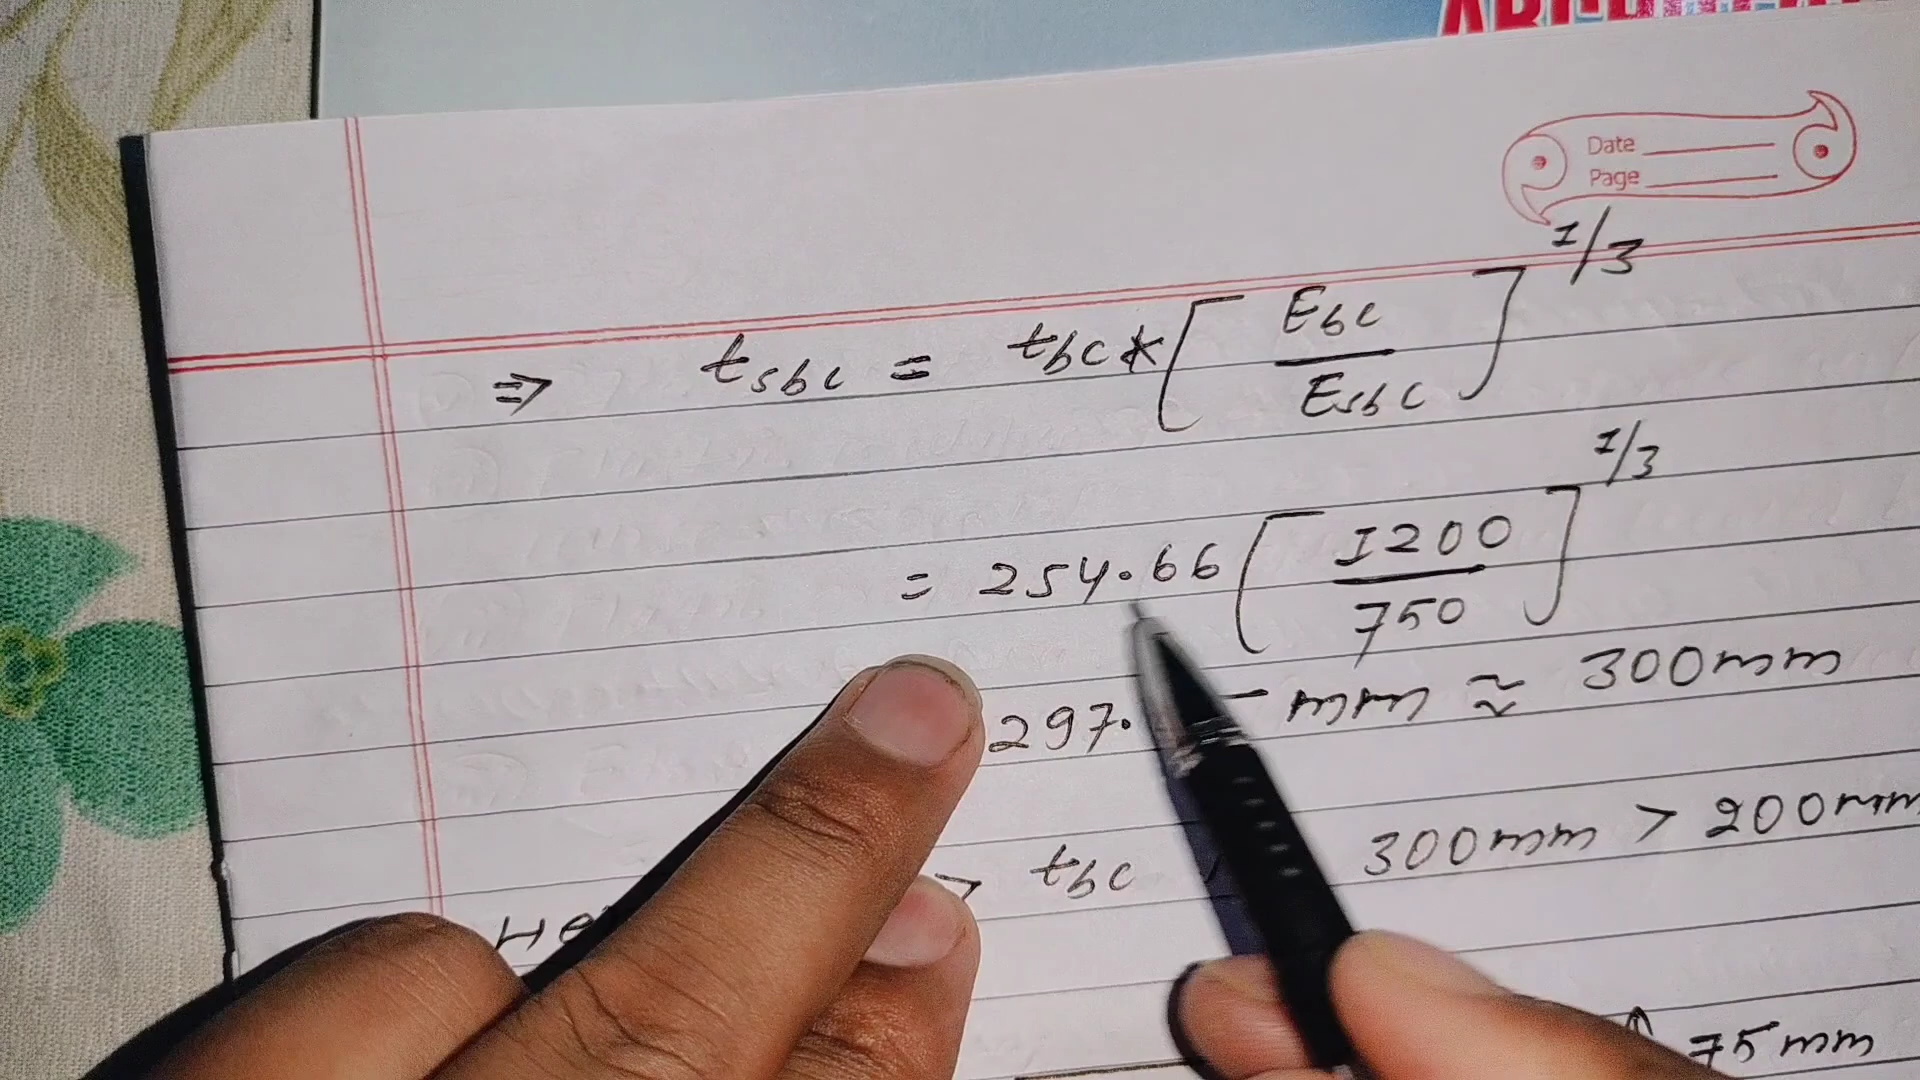 Date
Page
⇒ tsbc = tbc * [Ebc / Esbc]^1/3
= 254.66 [1200 / 750]^1/3
297. mm ≈ 300mm
> tbc 300mm > 200mm
75mm